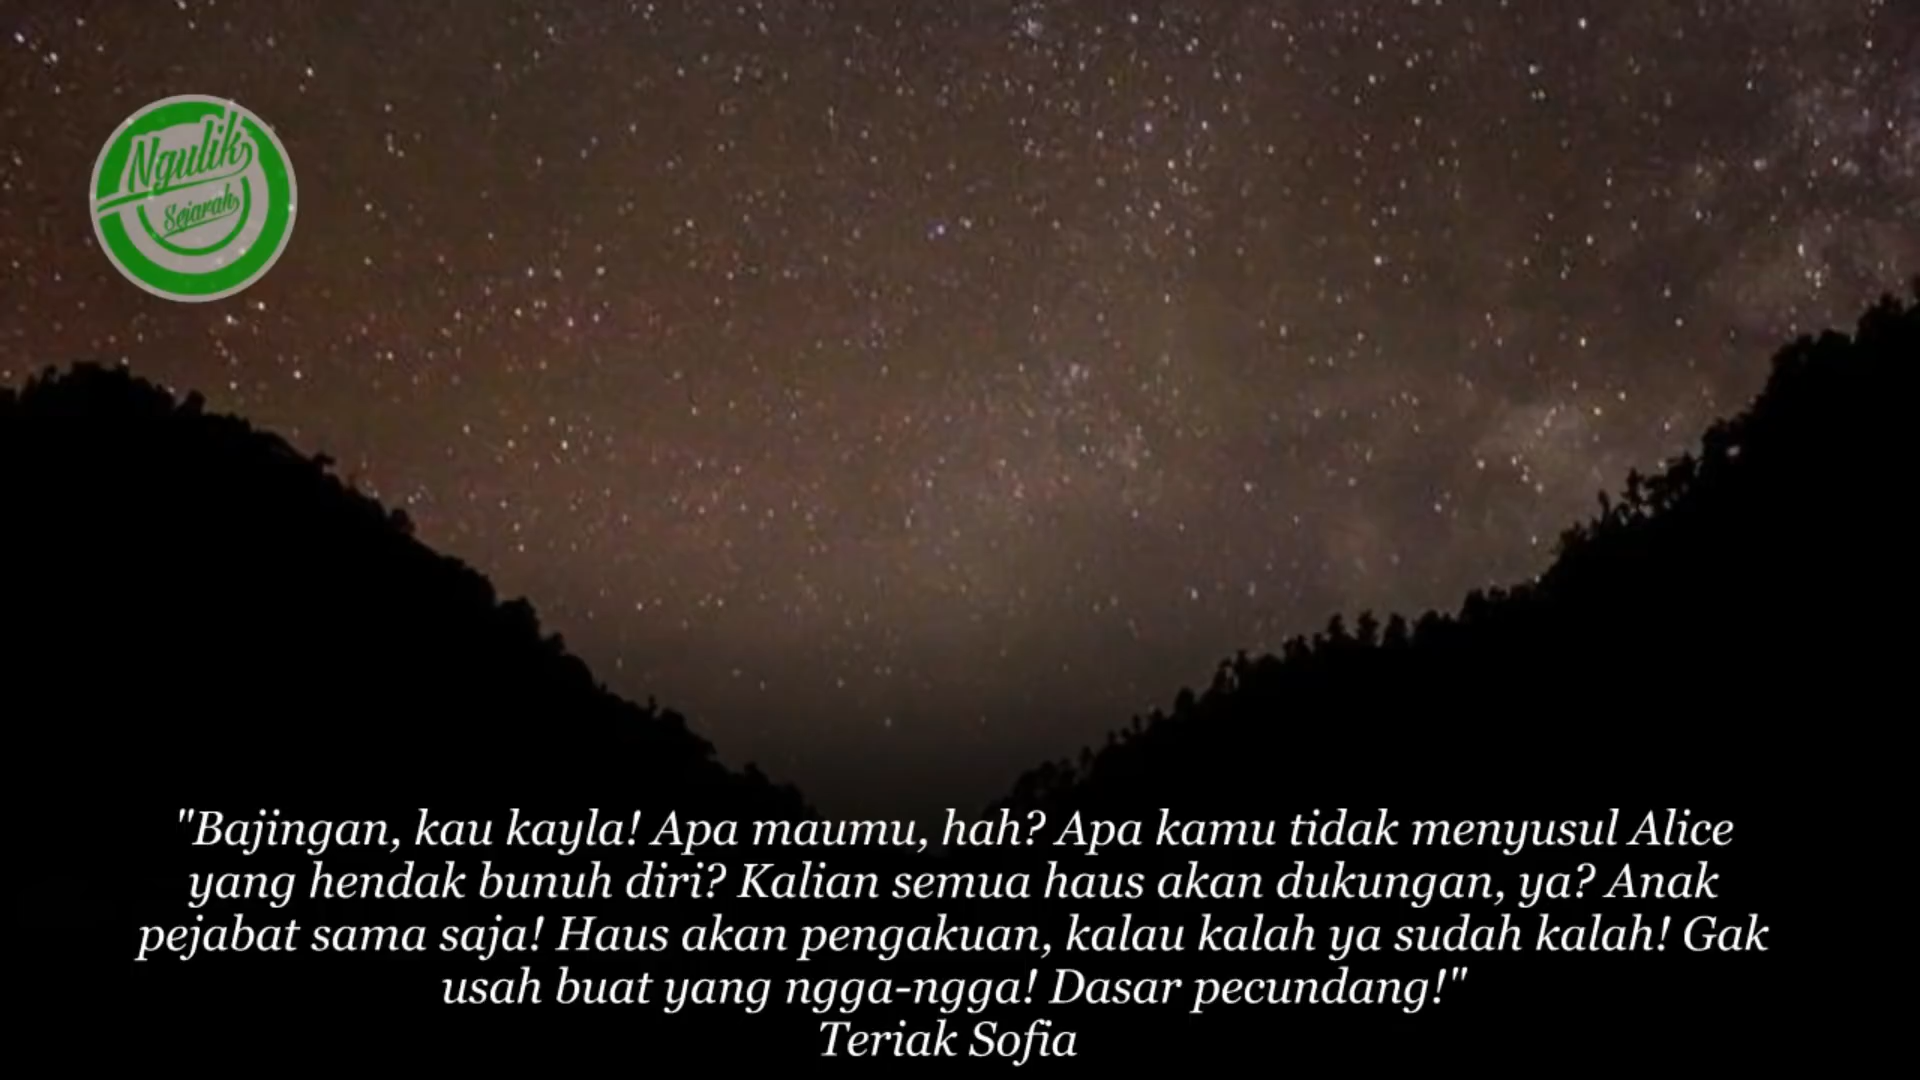 Ngulik
Sejarah
"Bajingan, kau kayla! Apa maumu, hah? Apa kamu tidak menyusul Alice
yang hendak bunuh diri? Kalian semua haus akan dukungan, ya? Anak
pejabat sama saja! Haus akan pengakuan, kalau kalah ya sudah kalah! Gak
usah buat yang ngga-ngga! Dasar pecundang!"
Teriak Sofia